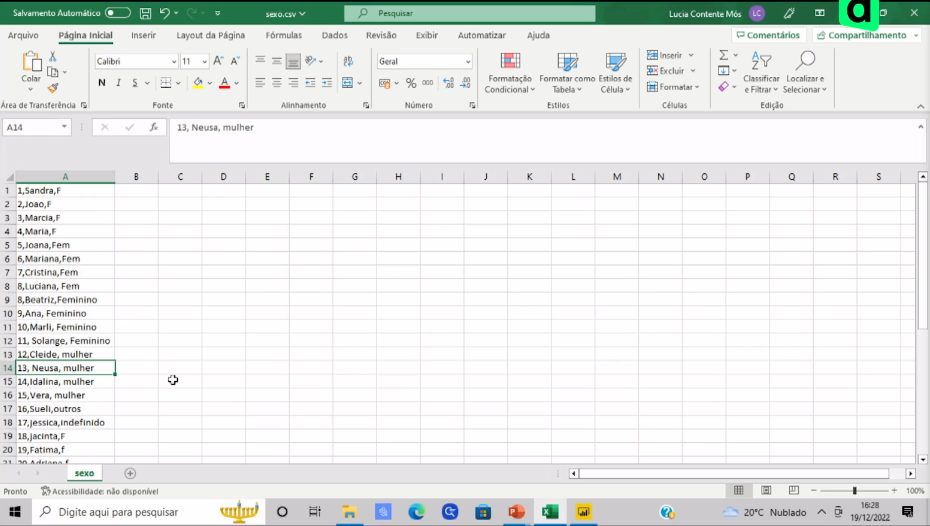 Salvamento Automático
sexo.csv
Pesquisar
Lucia Contente Mós
LC
a
Arquivo
Página Inicial
Inserir
Layout da Página
Fórmulas
Dados
Revisão
Exibir
Automatizar
Ajuda
Comentários
Compartilhamento
Colar
Área de Transferência
Calibri
11
N I S
Fonte
Alinhamento
Geral
% 000
Número
Formatação Condicional
Formatar como Tabela
Estilos de Célula
Estilos
Inserir
Excluir
Formatar
Células
Classificar e Filtrar
Localizar e Selecionar
Edição
A14
fx
13, Neusa, mulher
A B C D E F G H I J K L M N O P Q R S
1 1,Sandra,F
2 2,Joao,F
3 3,Marcia,F
4 4,Maria,F
5 5,Joana,Fem
6 6,Mariana,Fem
7 7,Cristina,Fem
8 8,Luciana, Fem
9 8,Beatriz,Feminino
10 9,Ana, Feminino
11 10,Marli, Feminino
12 11, Solange, Feminino
13 12,Cleide, mulher
14 13, Neusa, mulher
15 14,Idalina, mulher
16 15,Vera, mulher
17 16,Sueli,outros
18 17,jessica,indefinido
19 18,jacinta,F
20 19,Fatima,f
21 20,Adriana,f
sexo
Pronto
Acessibilidade: não disponível
100%
Digite aqui para pesquisar
20°C Nublado
16:28
19/12/2022